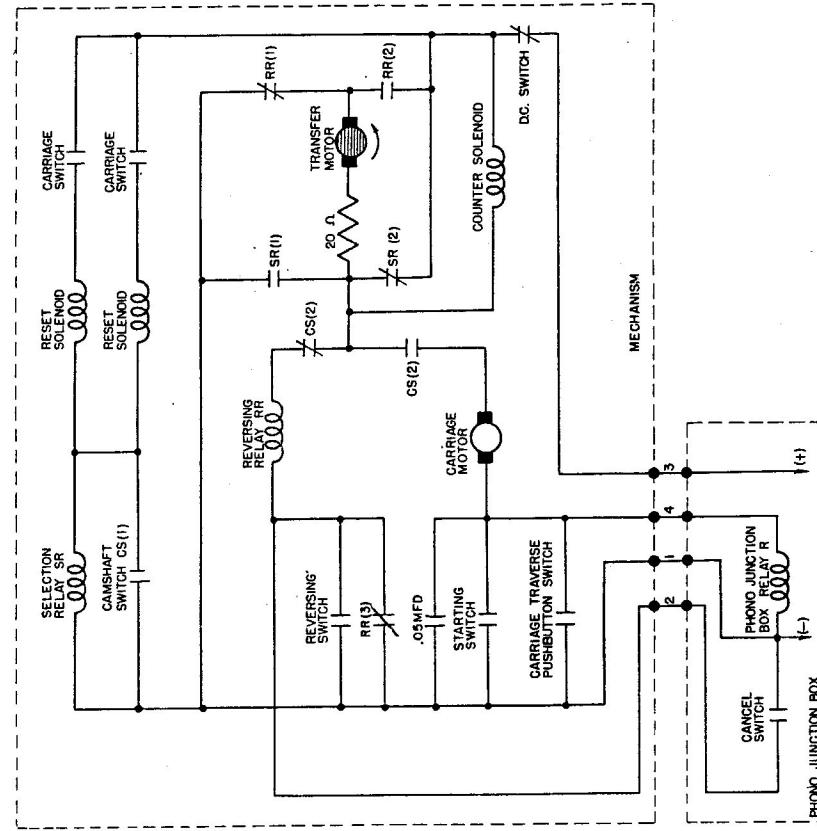 CARRIAGE
SWITCH
CARRIAGE
SWITCH
RESET
SOLENOID
RESET
SOLENOID
SELECTION
RELAY SR
CAMSHAFT
SWITCH CS(1)
RR(1)
RR(2)
TRANSFER
MOTOR
20 Ω
SR(1)
SR (2)
D.C. SWITCH
COUNTER SOLENOID
CS(2)
CS(2)
REVERSING
RELAY RR
CARRIAGE
MOTOR
MECHANISM
REVERSING
SWITCH
RR(3)
.05MFD
STARTING
SWITCH
CARRIAGE TRAVERSE
PUSHBUTTON SWITCH
3
4
1
2
(+)
PHONO JUNCTION
BOX RELAY R
(-)
CANCEL
SWITCH
PHONO JUNCTION BOX